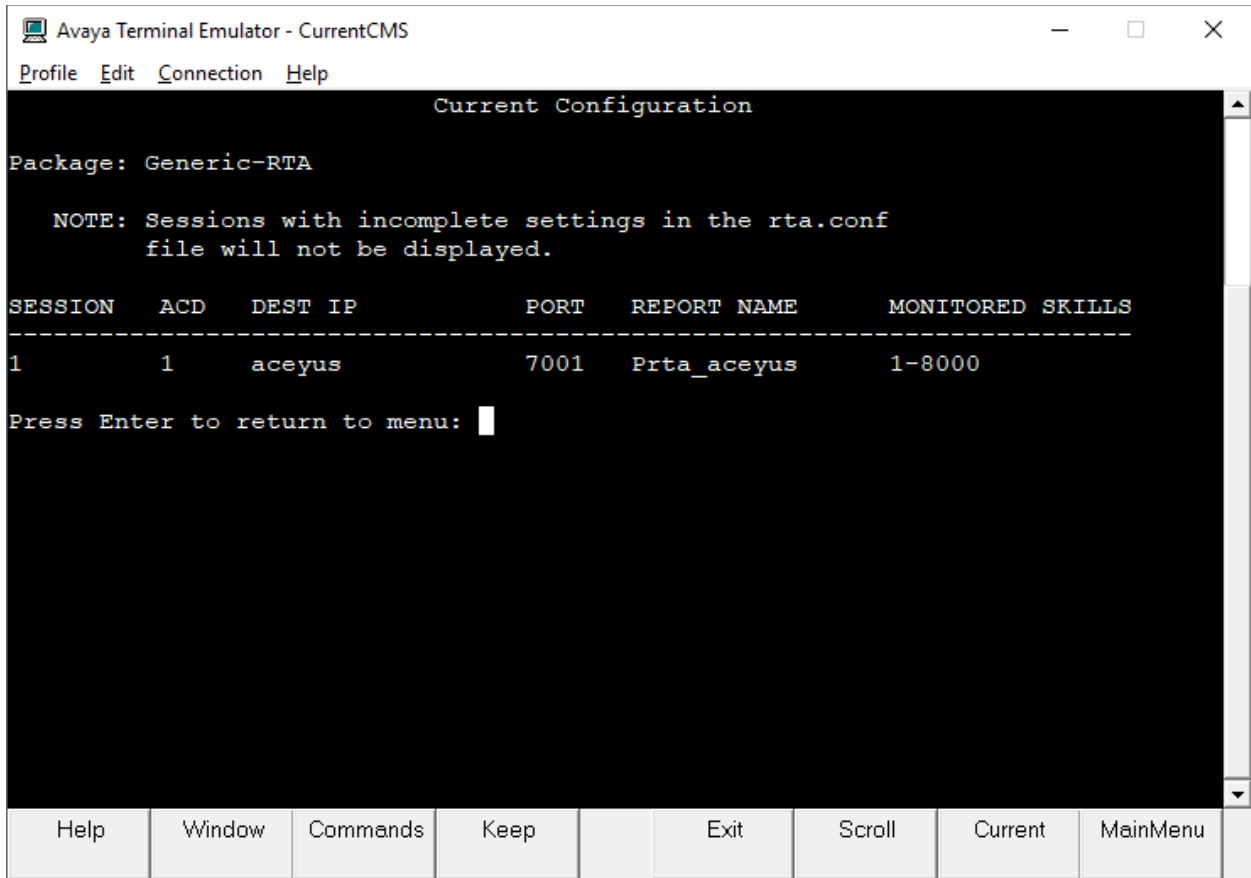 Avaya Terminal Emulator - CurrentCMS
Profile Edit Connection Help
Current Configuration
Package: Generic-RTA
NOTE: Sessions with incomplete settings in the rta.conf
file will not be displayed.
SESSION ACD DEST IP PORT REPORT NAME MONITORED SKILLS
--------------------------------------------------------------------------
1 1 aceyus 7001 Prta_aceyus 1-8000
Press Enter to return to menu:
Help Window Commands Keep Exit Scroll Current MainMenu